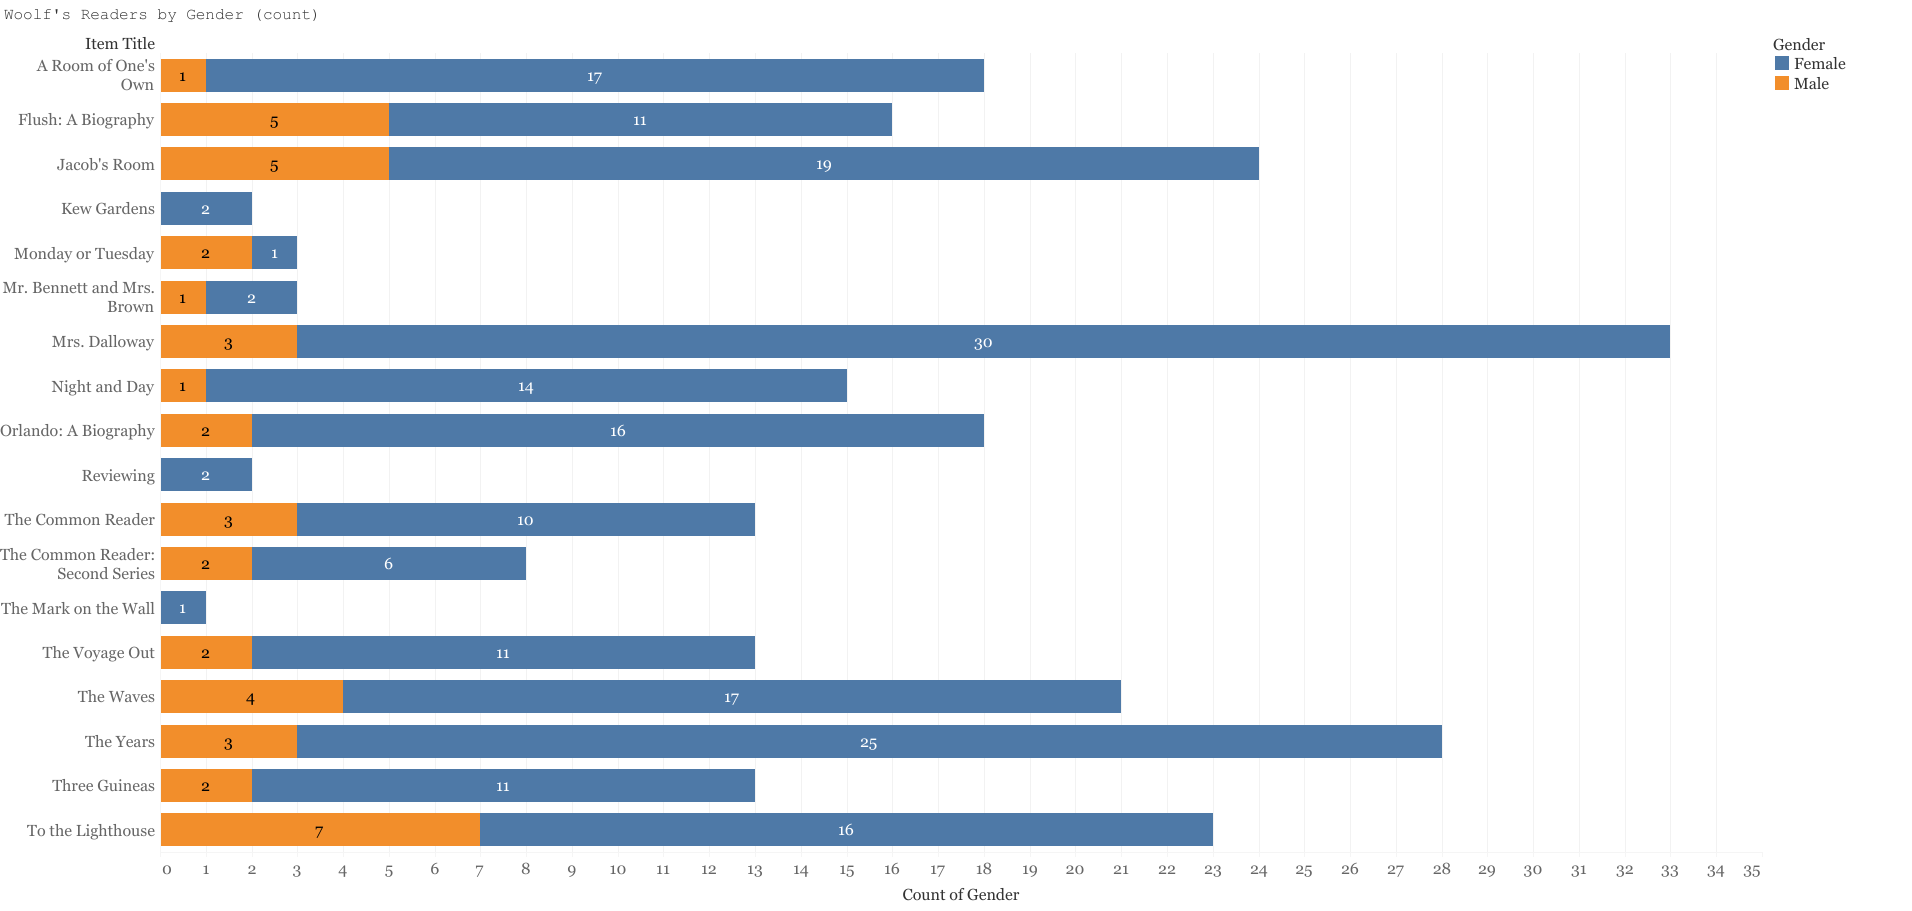 Woolf's Readers by Gender (count)
Item Title
A Room of One's
Own
1 17
Flush: A Biography 5 11
Jacob's Room 5 19
Kew Gardens 2
Monday or Tuesday 2 1
Mr. Bennett and Mrs.
Brown
1 2
Mrs. Dalloway 3 30
Night and Day 1 14
Orlando: A Biography 2 16
Reviewing 2
The Common Reader 3 10
The Common Reader:
Second Series
2 6
The Mark on the Wall 1
The Voyage Out 2 11
The Waves 4 17
The Years 3 25
Three Guineas 2 11
To the Lighthouse 7 16
0 1 2 3 4 5 6 7 8 9 10 11 12 13 14 15 16 17 18 19 20 21 22 23 24 25 26 27 28 29 30 31 32 33 34 35
Count of Gender
Gender
Female
Male